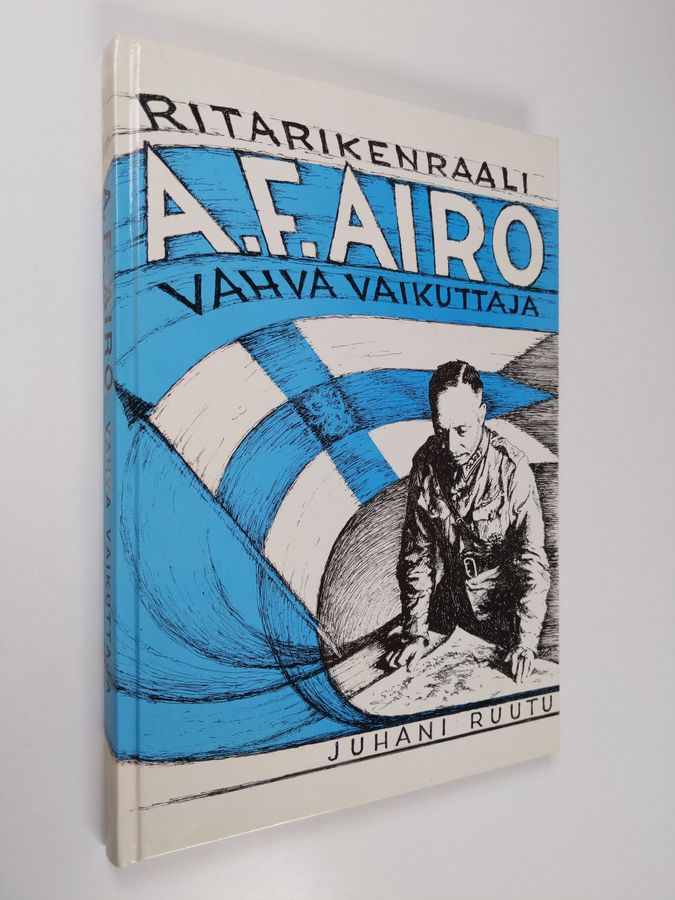 RITARIKENRAALI
A.F. AIRO
VAHVA VAIKUTTAJA
JUHANI RUUTU
A. F. AIRO VAHVA VAIKUTTAJA